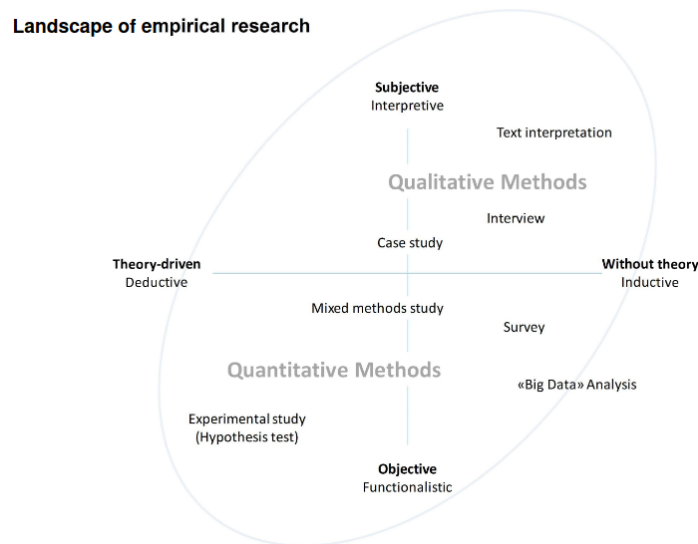 Landscape of empirical research
Subjective
Interpretive
Text interpretation
Qualitative Methods
Interview
Case study
Theory-driven
Deductive
Without theory
Inductive
Mixed methods study
Survey
Quantitative Methods
«Big Data» Analysis
Experimental study
(Hypothesis test)
Objective
Functionalistic